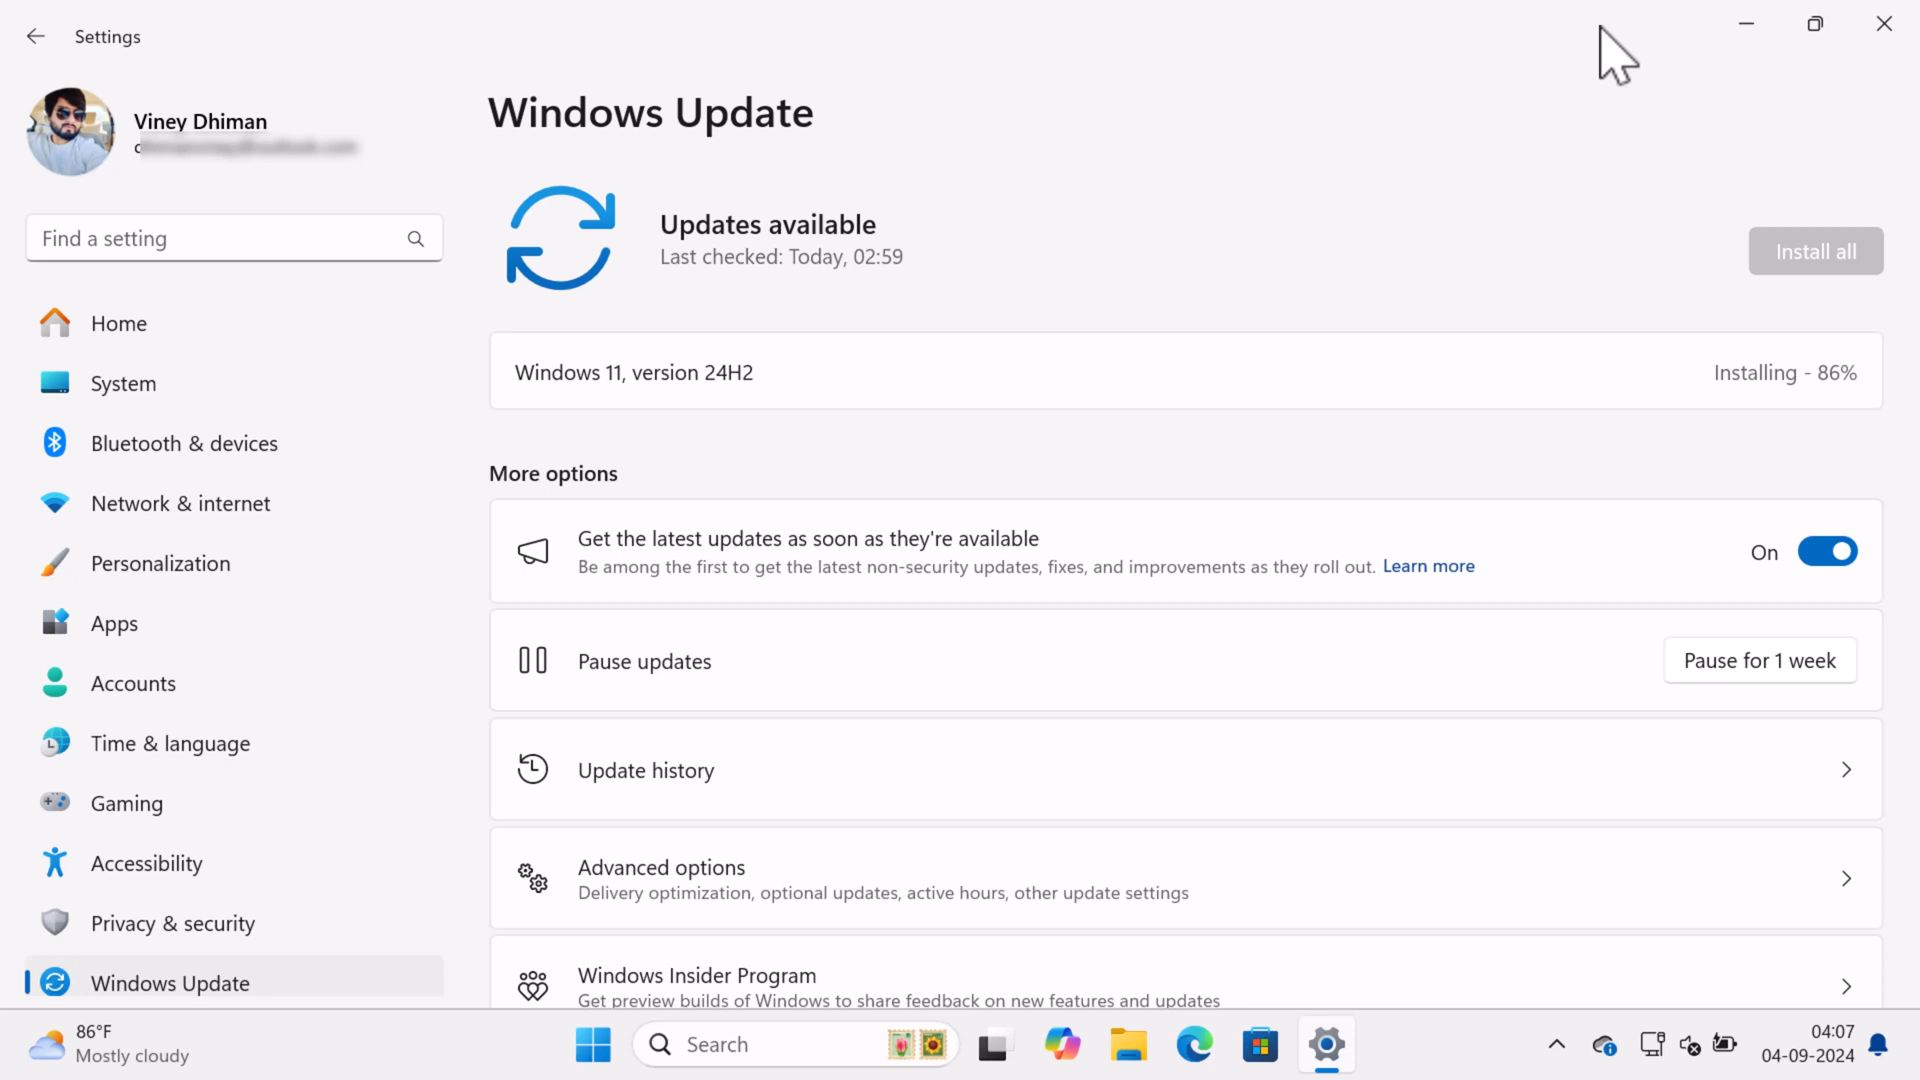 Settings
Viney Dhiman
Find a setting
Home
System
Bluetooth & devices
Network & internet
Personalization
Apps
Accounts
Time & language
Gaming
Accessibility
Privacy & security
Windows Update
Windows Update
Updates available
Last checked: Today, 02:59
Install all
Windows 11, version 24H2
Installing - 86%
More options
Get the latest updates as soon as they're available
Be among the first to get the latest non-security updates, fixes, and improvements as they roll out. Learn more
On
Pause updates
Pause for 1 week
Update history
Advanced options
Delivery optimization, optional updates, active hours, other update settings
Windows Insider Program
Get preview builds of Windows to share feedback on new features and updates
86°F
Mostly cloudy
Search
04:07
04-09-2024